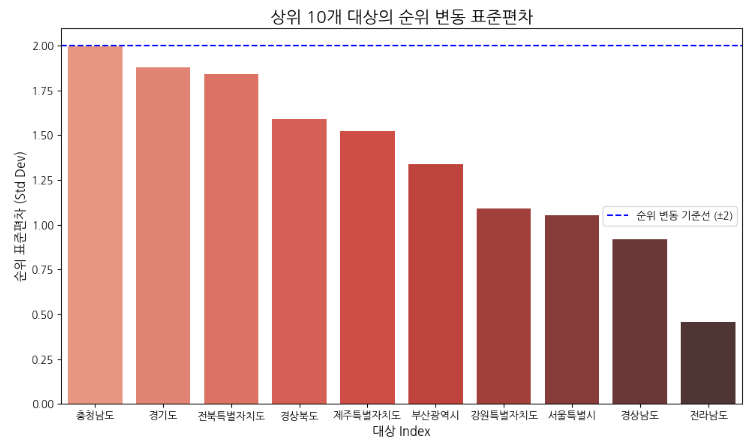 상위 10개 대상의 순위 변동 표준편차
순위 표준편차 (Std Dev)
2.00
1.75
1.50
1.25
1.00
0.75
0.50
0.25
0.00
순위 변동 기준선 (±2)
충청남도 경기도 전북특별자치도 경상북도 제주특별자치도 부산광역시 강원특별자치도 서울특별시 경상남도 전라남도
대상 Index